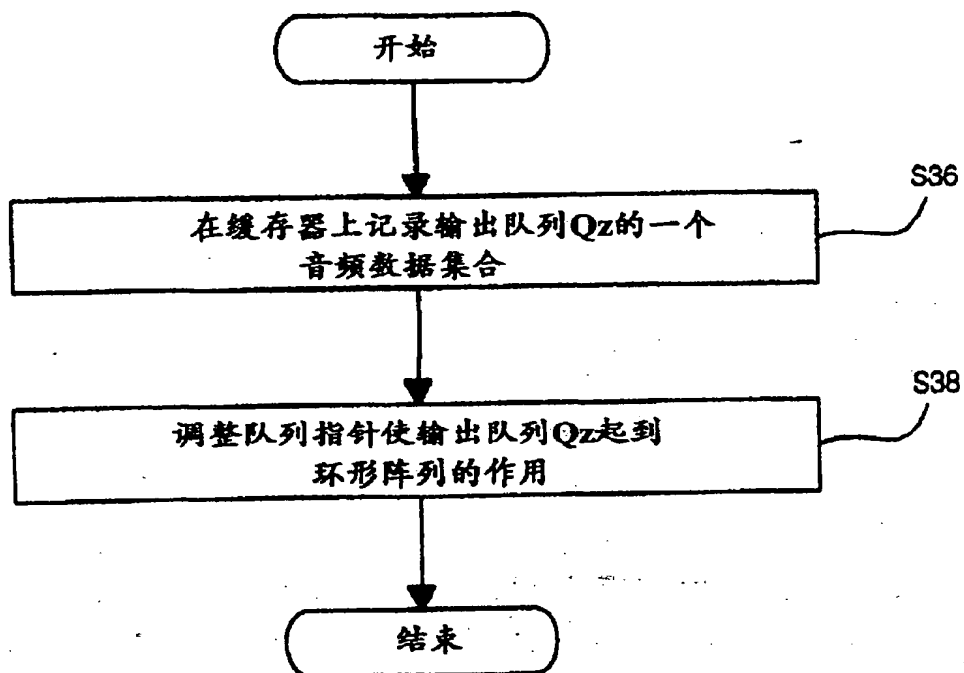 开始
S36
在缓存器上记录输出队列Qz的一个
音频数据集合
S38
调整队列指针使输出队列Qz起到
环形阵列的作用
结束